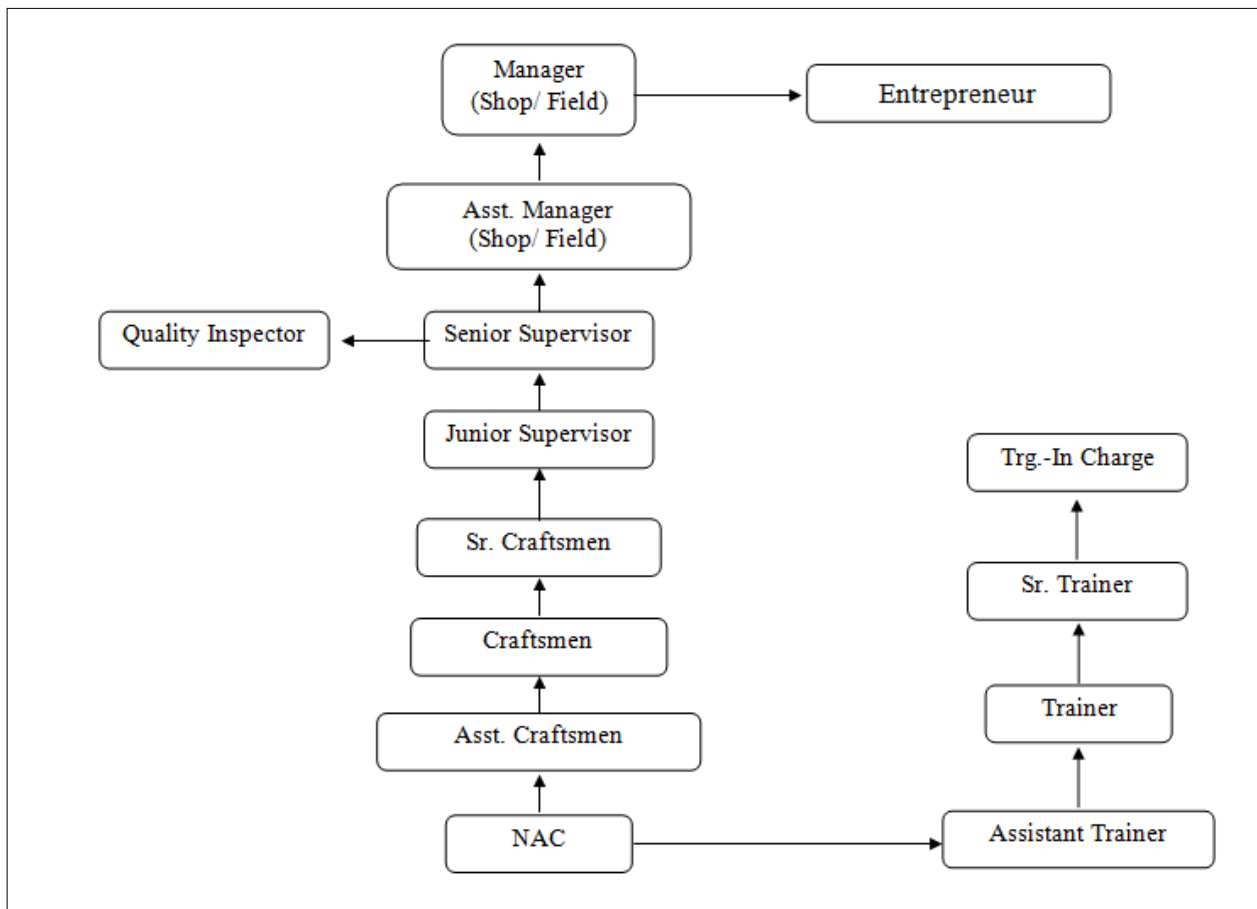 Manager
(Shop/ Field)
Entrepreneur
Asst. Manager
(Shop/ Field)
Quality Inspector
Senior Supervisor
Junior Supervisor
Trg.-In Charge
Sr. Craftsmen
Sr. Trainer
Craftsmen
Trainer
Asst. Craftsmen
NAC
Assistant Trainer